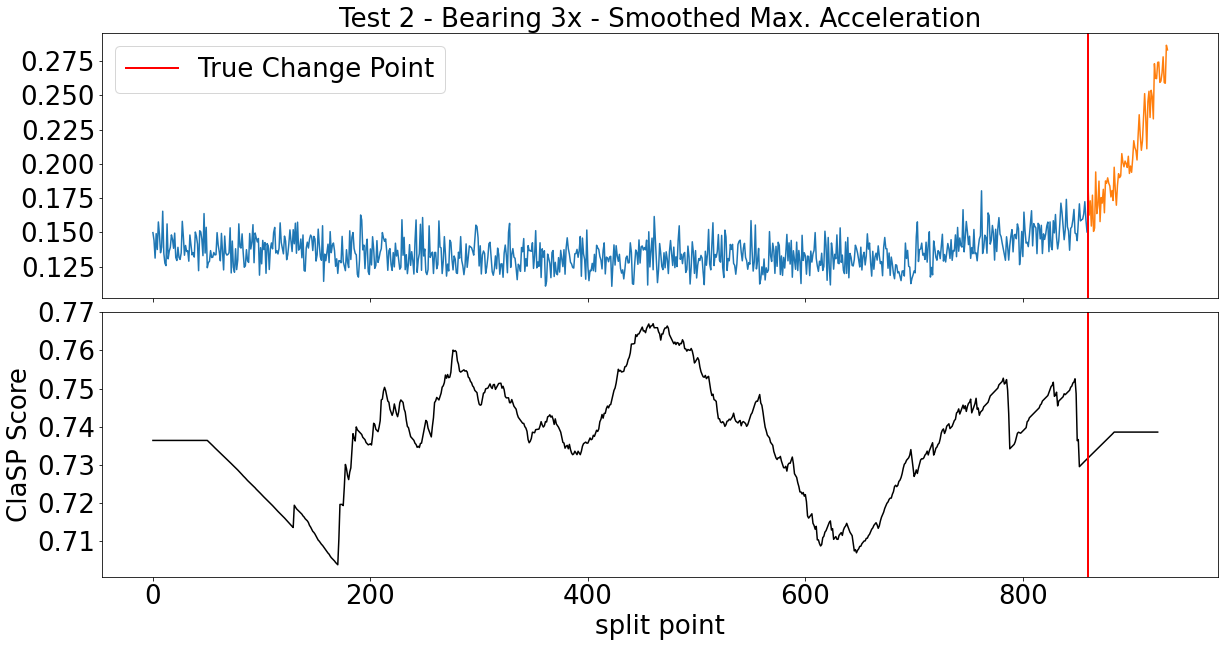 Test 2 - Bearing 3x - Smoothed Max. Acceleration
True Change Point
0.275
0.250
0.225
0.200
0.175
0.150
0.125
0.77
0.76
0.75
0.74
0.73
0.72
0.71
ClaSP Score
0 200 400 600 800
split point